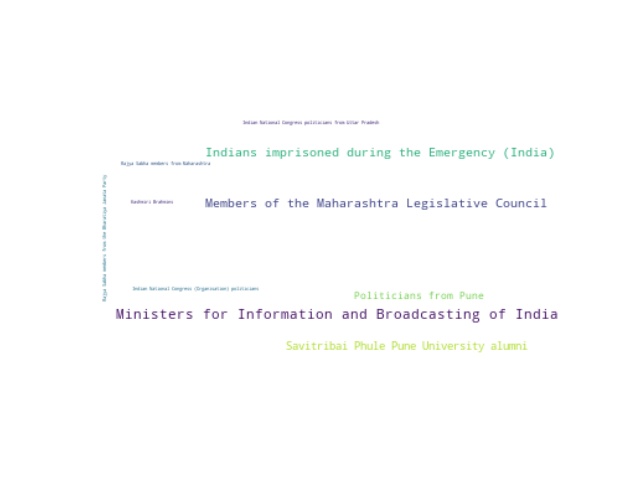 Indian National Congress politicians from Uttar Pradesh
Indians imprisoned during the Emergency (India)
Rajya Sabha members from Maharashtra
Rajya Sabha members from the Bharatiya Janata Party
Kashmiri Brahmins
Members of the Maharashtra Legislative Council
Indian National Congress (Organisation) politicians
Politicians from Pune
Ministers for Information and Broadcasting of India
Savitribai Phule Pune University alumni